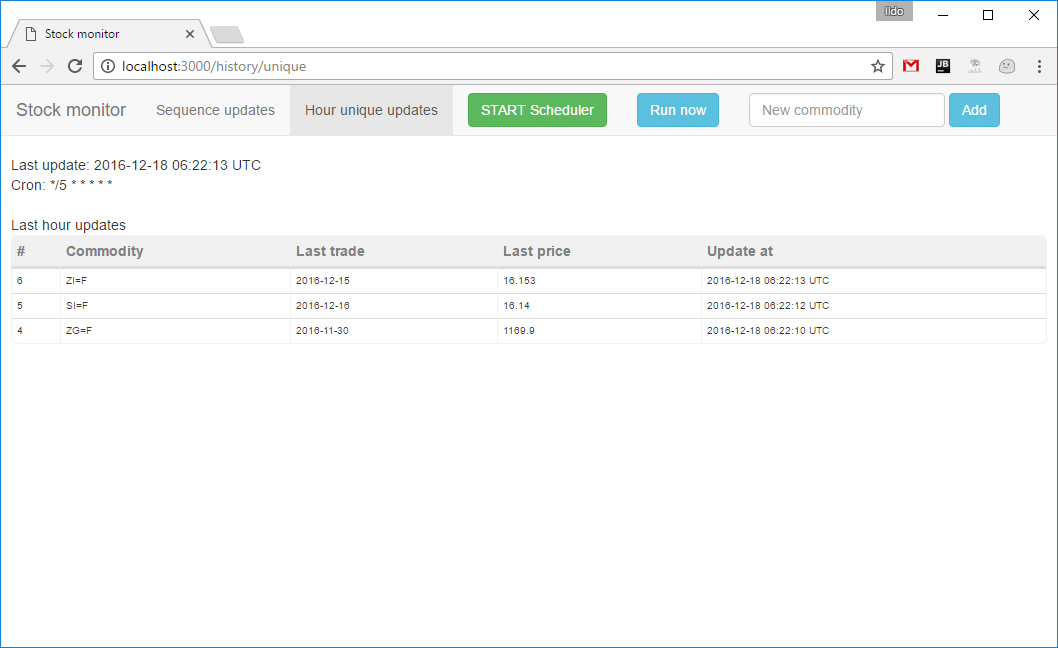 lldo
Stock monitor
localhost:3000/history/unique
JB
Stock monitor Sequence updates Hour unique updates START Scheduler Run now New commodity Add
Last update: 2016-12-18 06:22:13 UTC
Cron: */5 * * * * *
Last hour updates
# Commodity Last trade Last price Update at
6 ZI=F 2016-12-15 16.153 2016-12-18 06:22:13 UTC
5 SI=F 2016-12-16 16.14 2016-12-18 06:22:12 UTC
4 ZG=F 2016-11-30 1169.9 2016-12-18 06:22:10 UTC